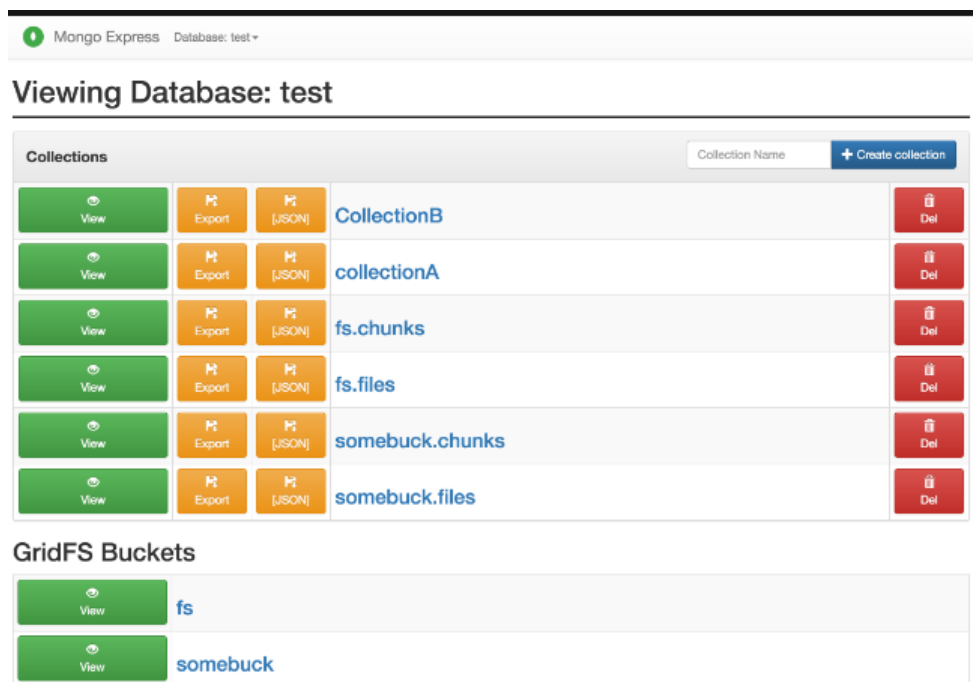 Mongo Express Database: test
Viewing Database: test
Collections Collection Name Create collection
View Export [JSON] CollectionB Del
View Export [JSON] collectionA Del
View Export [JSON] fs.chunks Del
View Export [JSON] fs.files Del
View Export [JSON] somebuck.chunks Del
View Export [JSON] somebuck.files Del
GridFS Buckets
View fs
View somebuck